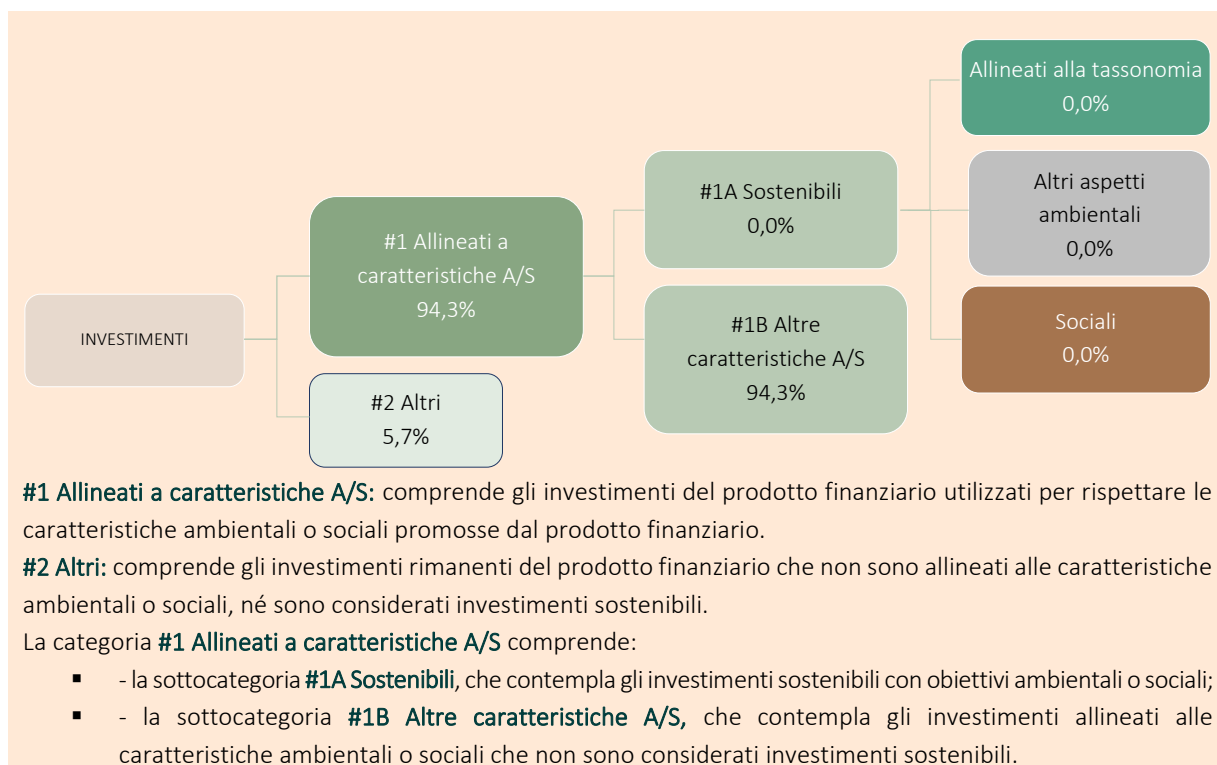 Allineati alla tassonomia
0,0%
#1A Sostenibili
0,0%
Altri aspetti
ambientali
0,0%
#1 Allineati a
caratteristiche A/S
94,3%
INVESTIMENTI
#1B Altre
caratteristiche A/S
94,3%
Sociali
0,0%
#2 Altri
5,7%
#1 Allineati a caratteristiche A/S: comprende gli investimenti del prodotto finanziario utilizzati per rispettare le
caratteristiche ambientali o sociali promosse dal prodotto finanziario.
#2 Altri: comprende gli investimenti rimanenti del prodotto finanziario che non sono allineati alle caratteristiche
ambientali o sociali, né sono considerati investimenti sostenibili.
La categoria #1 Allineati a caratteristiche A/S comprende:
▪ - la sottocategoria #1A Sostenibili, che contempla gli investimenti sostenibili con obiettivi ambientali o sociali;
▪ - la sottocategoria #1B Altre caratteristiche A/S, che contempla gli investimenti allineati alle
caratteristiche ambientali o sociali che non sono considerati investimenti sostenibili.